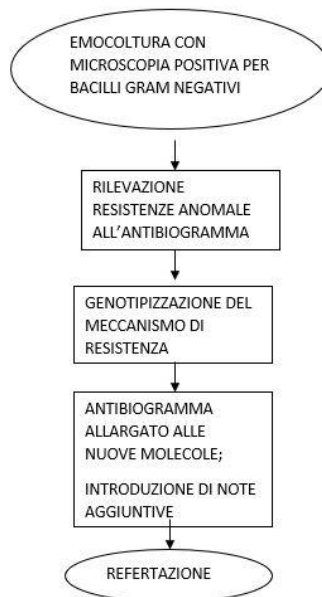 EMOCOLTURA CON
MICROSCOPIA POSITIVA PER
BACILLI GRAM NEGATIVI
RILEVAZIONE
RESISTENZE ANOMALE
ALL'ANTIBIOGRAMMA
GENOTIPIZZAZIONE DEL
MECCANISMO DI
RESISTENZA
ANTIBIOGRAMMA
ALLARGATO ALLE
NUOVE MOLECOLE;
INTRODUZIONE DI NOTE
AGGIUNTIVE
REFERTAZIONE